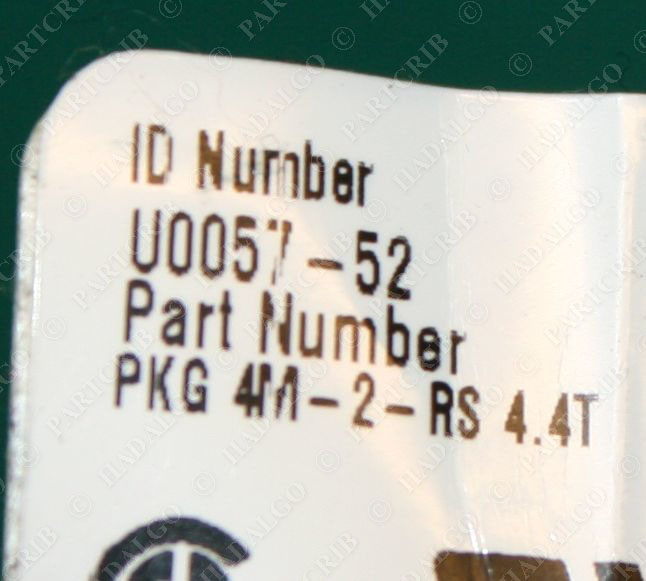 ID Number
U0057-52
Part Number
PKG 4M-2-RS 4.4T